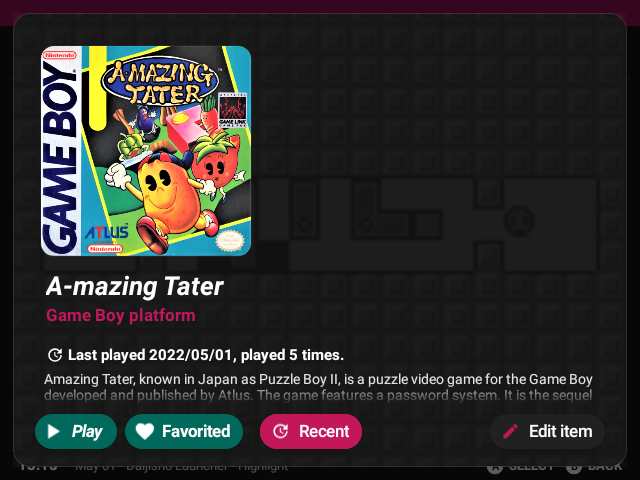 Nintendo
GAME BOY
AMAZING
TATER
GAME LINK
ATLUS
Nintendo
A-mazing Tater
Game Boy platform
Last played 2022/05/01, played 5 times.
Amazing Tater, known in Japan as Puzzle Boy II, is a puzzle video game for the Game Boy
developed and published by Atlus. The game features a password system. It is the sequel
Play
Favorited
Recent
Edit item
May 01 - Daijisho Launcher - Highlight
SELECT
BACK